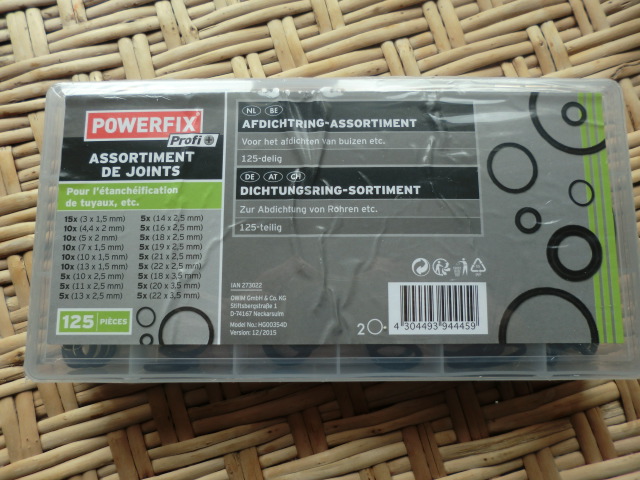 POWERFIX
Profi
ASSORTIMENT
DE JOINTS
Pour l'étanchéification
de tuyaux, etc.
15x (3 x 1,5 mm)
10x (4,4 x 2 mm)
10x (5 x 2 mm)
10x (7 x 1,5 mm)
10x (10 x 1,5 mm)
10x (13 x 1,5 mm)
5x (10 x 2,5 mm)
5x (11 x 2,5 mm)
5x (13 x 2,5 mm)
5x (14 x 2,5 mm)
5x (16 x 2,5 mm)
5x (18 x 2,5 mm)
5x (19 x 2,5 mm)
5x (21 x 2,5 mm)
5x (22 x 2,5 mm)
5x (18 x 3,5 mm)
5x (20 x 3,5 mm)
5x (22 x 3,5 mm)
125 PIÈCES
NL BE
AFDICHTRING-ASSORTIMENT
Voor het afdichten van buizen etc.
125-delig
DE AT CH
DICHTUNGSRING-SORTIMENT
Zur Abdichtung von Rohren etc.
125-teilig
IAN 273022
OWIM GmbH & Co. KG
Stiftsbergstraße 1
D-74167 Neckarsulm
Model No.: HG00354D
Version: 12/2015
2
4 304493 944459